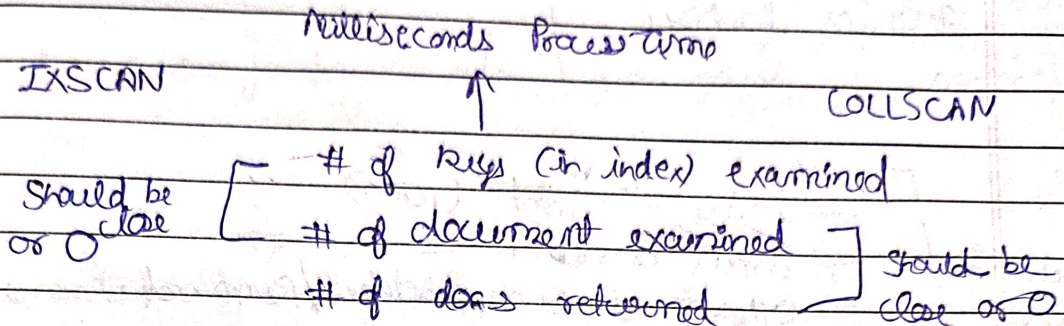 Milliseconds Process Time
IXSCAN
COLLSCAN
# of keys (in index) examined
should be
close
or 0
# of document examined
# of docs returned
should be
close or 0